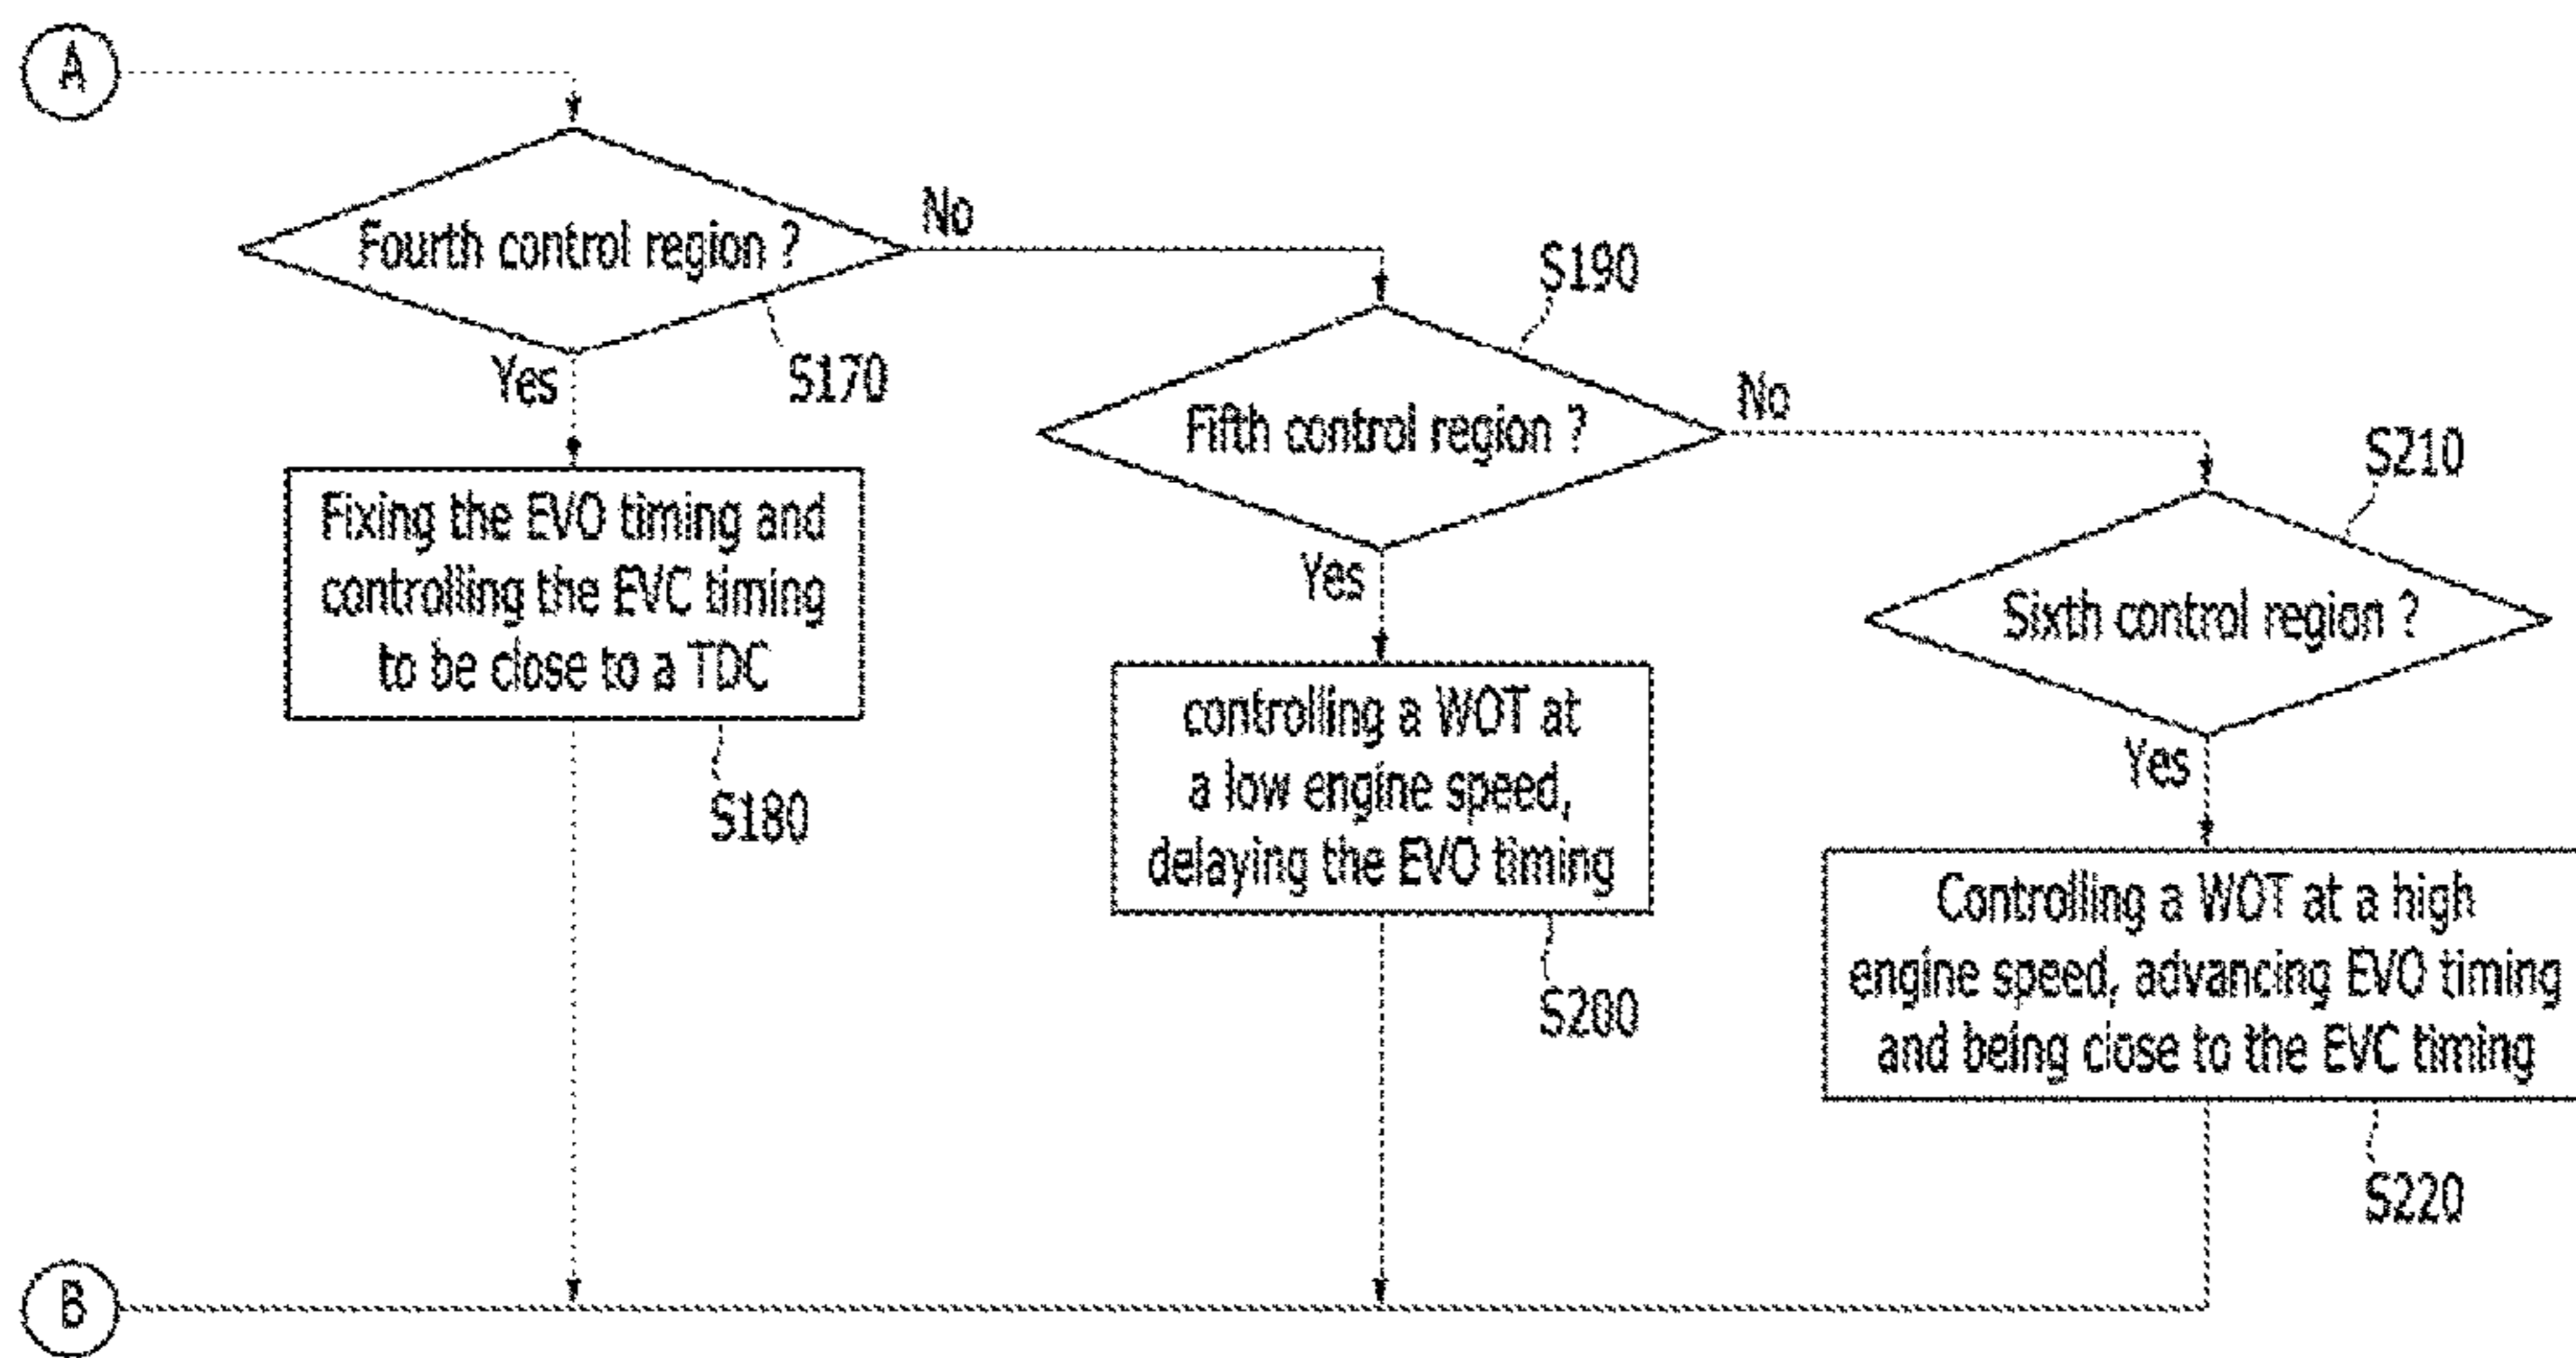 A
Fourth control region ?
No
S170
Yes
Fixing the EVO timing and
controlling the EVC timing
to be close to a TDC
S180
S190
Fifth control region ?
No
Yes
controlling a WOT at
a low engine speed,
delaying the EVO timing
S200
S210
Sixth control region ?
Yes
Controlling a WOT at a high
engine speed, advancing EVO timing
and being close to the EVC timing
S220
B